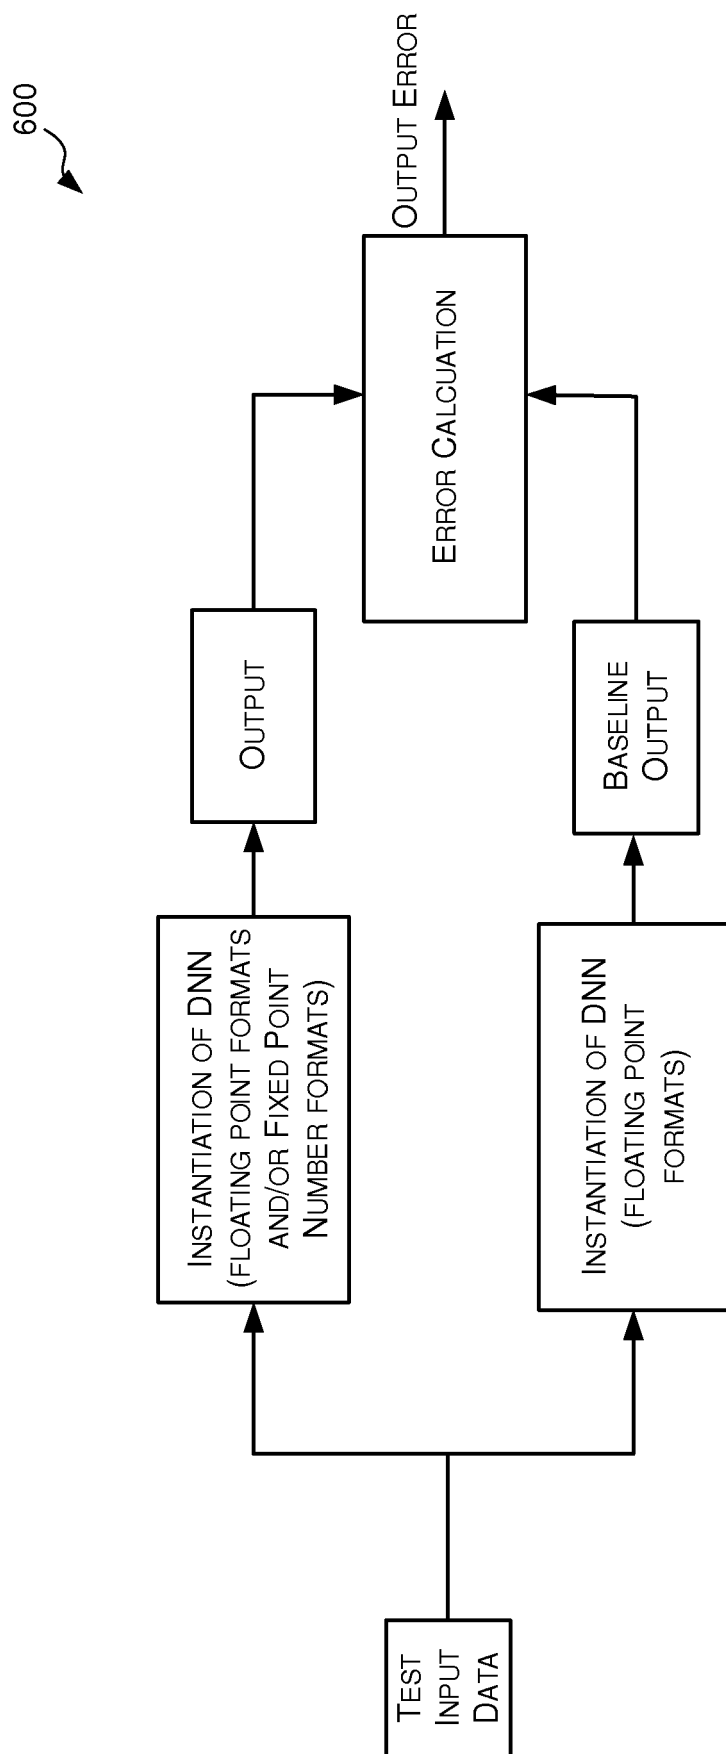 600
TEST
INPUT
DATA
INSTANTIATION OF DNN
(FLOATING POINT FORMATS
AND/OR FIXED POINT
NUMBER FORMATS)
OUTPUT
INSTANTIATION OF DNN
(FLOATING POINT
FORMATS)
BASELINE
OUTPUT
ERROR CALCUATION
OUTPUT ERROR